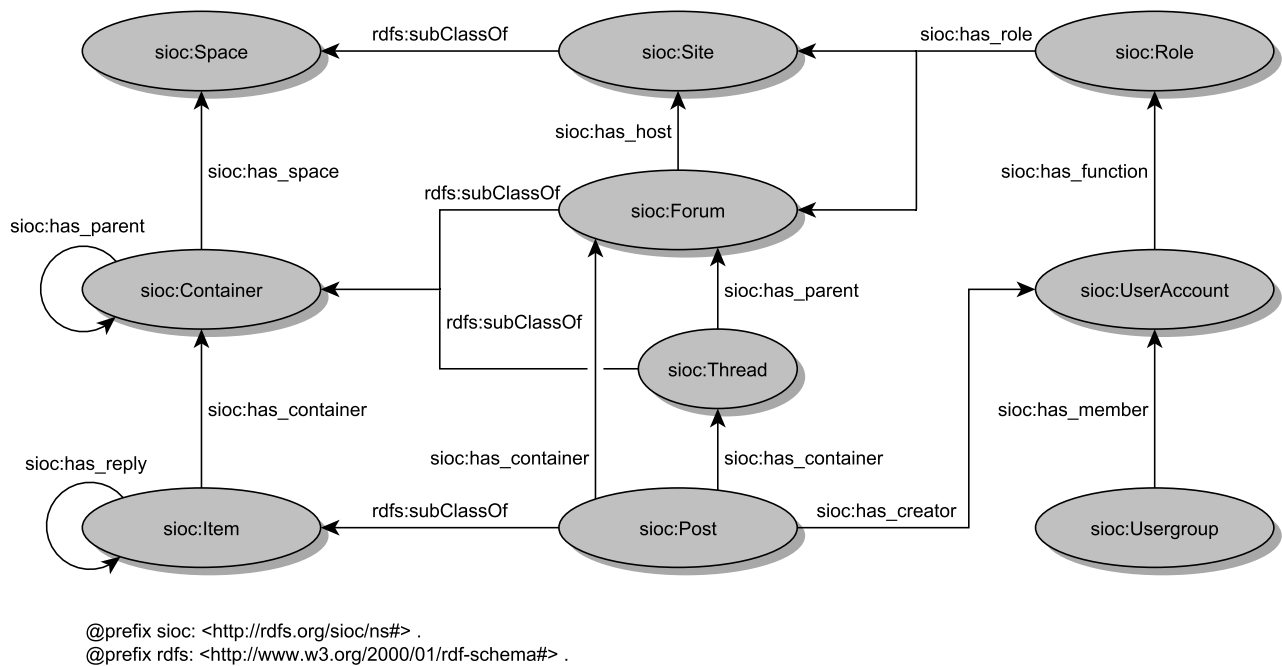 sioc:Space
rdfs:subClassOf
sioc:Site
sioc:has_role
sioc:Role
sioc:has_host
sioc:has_space
rdfs:subClassOf
sioc:has_function
sioc:Forum
sioc:has_parent
sioc:Container
sioc:has_parent
sioc:UserAccount
rdfs:subClassOf
sioc:Thread
sioc:has_container
sioc:has_member
sioc:has_reply
sioc:has_container
sioc:has_container
rdfs:subClassOf
sioc:has_creator
sioc:Item
sioc:Post
sioc:Usergroup
@prefix sioc: <http://rdfs.org/sioc/ns#> .
@prefix rdfs: <http://www.w3.org/2000/01/rdf-schema#> .